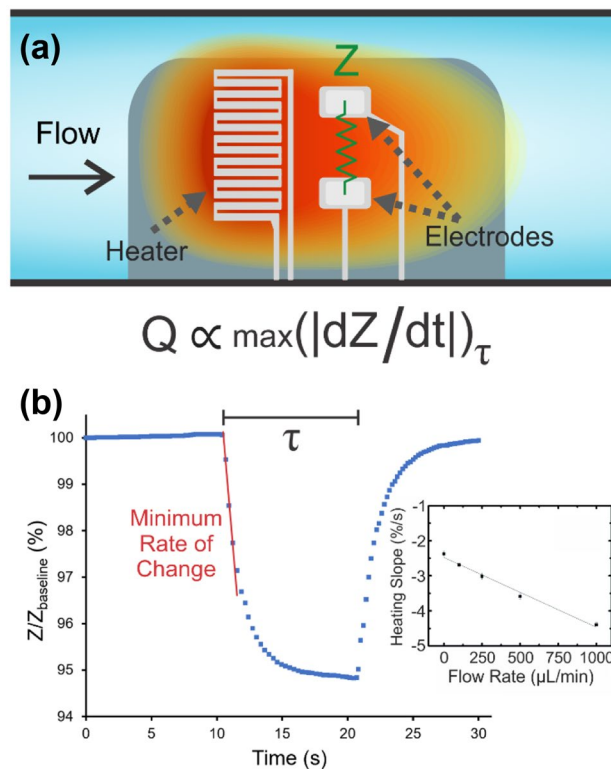 (a)
Z
Flow
Heater
Electrodes
Q ∝ max(|dZ/dt|)τ
(b)
τ
Z/Zbaseline (%)
100
99
98
97
96
95
94
Minimum
Rate of
Change
0
5
10
15
20
25
30
Time (s)
Heating Slope (%/s)
-1
-2
-3
-4
-5
0
250
500
750
1000
Flow Rate (µL/min)